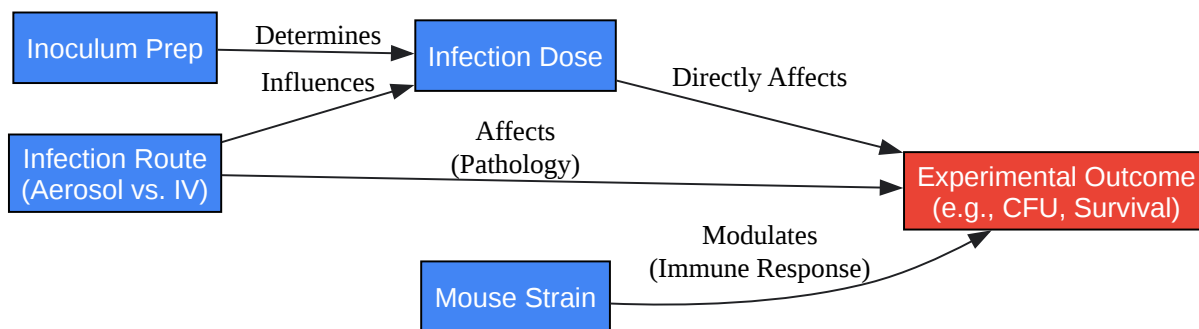 Inoculum Prep
Determines
Infection Dose
Influences
Directly Affects
Infection Route
(Aerosol vs. IV)
Affects
(Pathology)
Experimental Outcome
(e.g., CFU, Survival)
Modulates
(Immune Response)
Mouse Strain